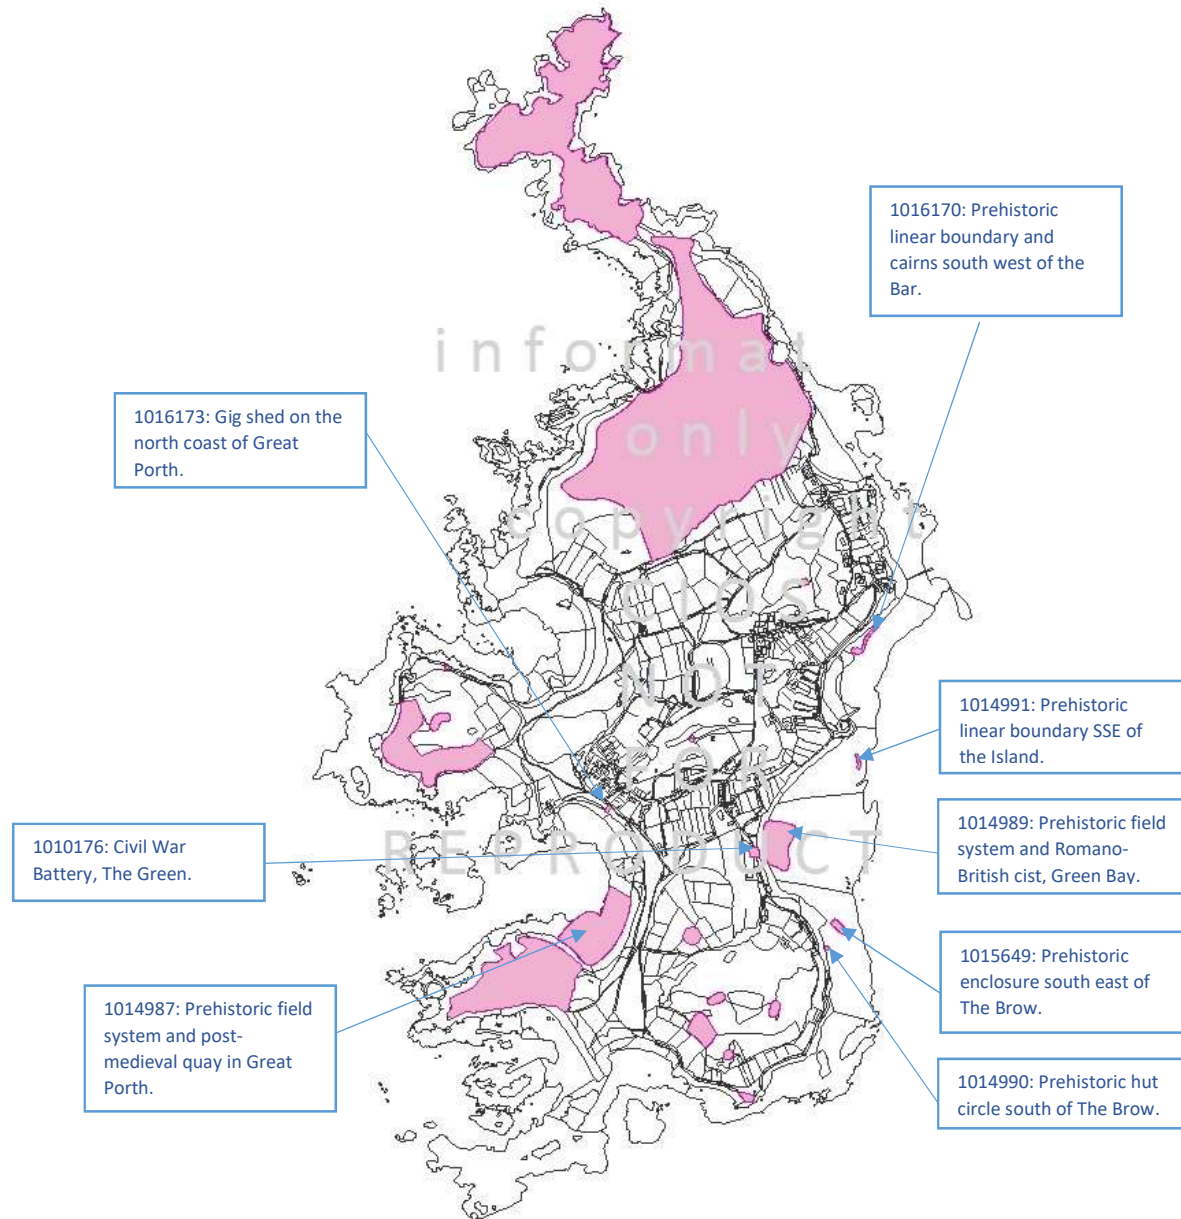 1016170: Prehistoric
linear boundary and
cairns south west of the
Bar.
informat
1016173: Gig shed on the
north coast of Great
Porth.
only
copyright
CIOS
NOT
FOR
REPRODUCT
1014991: Prehistoric
linear boundary SSE of
the Island.
1014989: Prehistoric field
system and Romano-
British cist, Green Bay.
1010176: Civil War
Battery, The Green.
1015649: Prehistoric
enclosure south east of
The Brow.
1014987: Prehistoric field
system and post-
medieval quay in Great
Porth.
1014990: Prehistoric hut
circle south of The Brow.